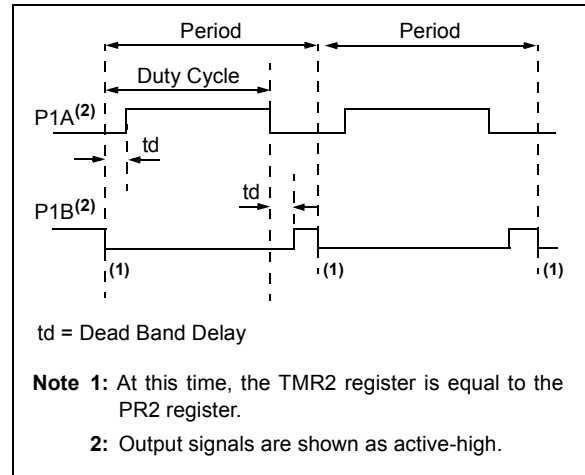 Period Period
Duty Cycle
P1A(2)
td
td
P1B(2)
(1) (1) (1)
td = Dead Band Delay
Note 1: At this time, the TMR2 register is equal to the
PR2 register.
2: Output signals are shown as active-high.